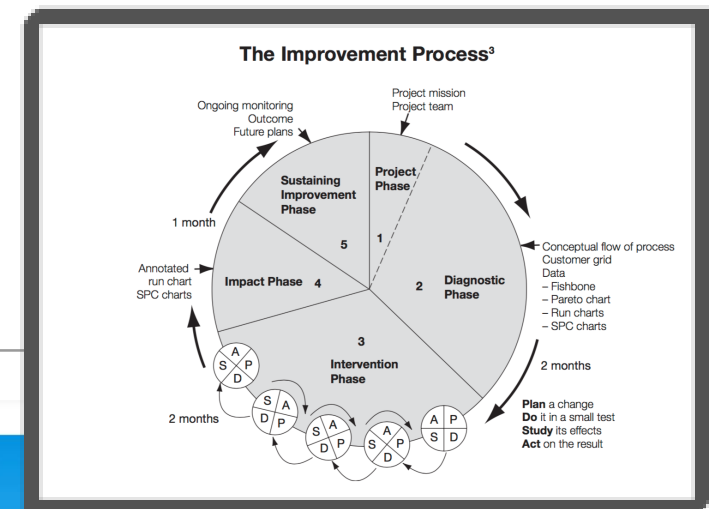 The Improvement Process³
Project mission
Project team
Ongoing monitoring
Outcome
Future plans
Project
Phase
1
Sustaining
Improvement
Phase
5
1 month
Conceptual flow of process
Customer grid
Data
– Fishbone
– Pareto chart
– Run charts
– SPC charts
Annotated
run chart
SPC charts
Impact Phase 4
2 Diagnostic
Phase
3
Intervention
Phase
2 months
Plan a change
Do it in a small test
Study its effects
Act on the result
2 months
A
S P
D
S A
D P
A
S P
D
A
S P
D
A P
S D